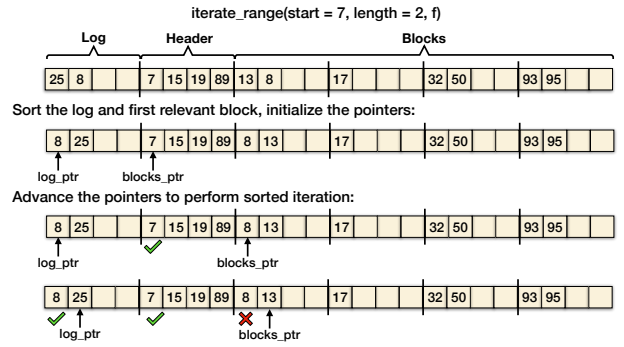 iterate_range(start = 7, length = 2, f)
Log Header Blocks
25 8 7 15 19 89 13 8 17 32 50 93 95
Sort the log and first relevant block, initialize the pointers:
8 25 7 15 19 89 8 13 17 32 50 93 95
log_ptr blocks_ptr
Advance the pointers to perform sorted iteration:
8 25 7 15 19 89 8 13 17 32 50 93 95
log_ptr blocks_ptr
8 25 7 15 19 89 8 13 17 32 50 93 95
log_ptr blocks_ptr